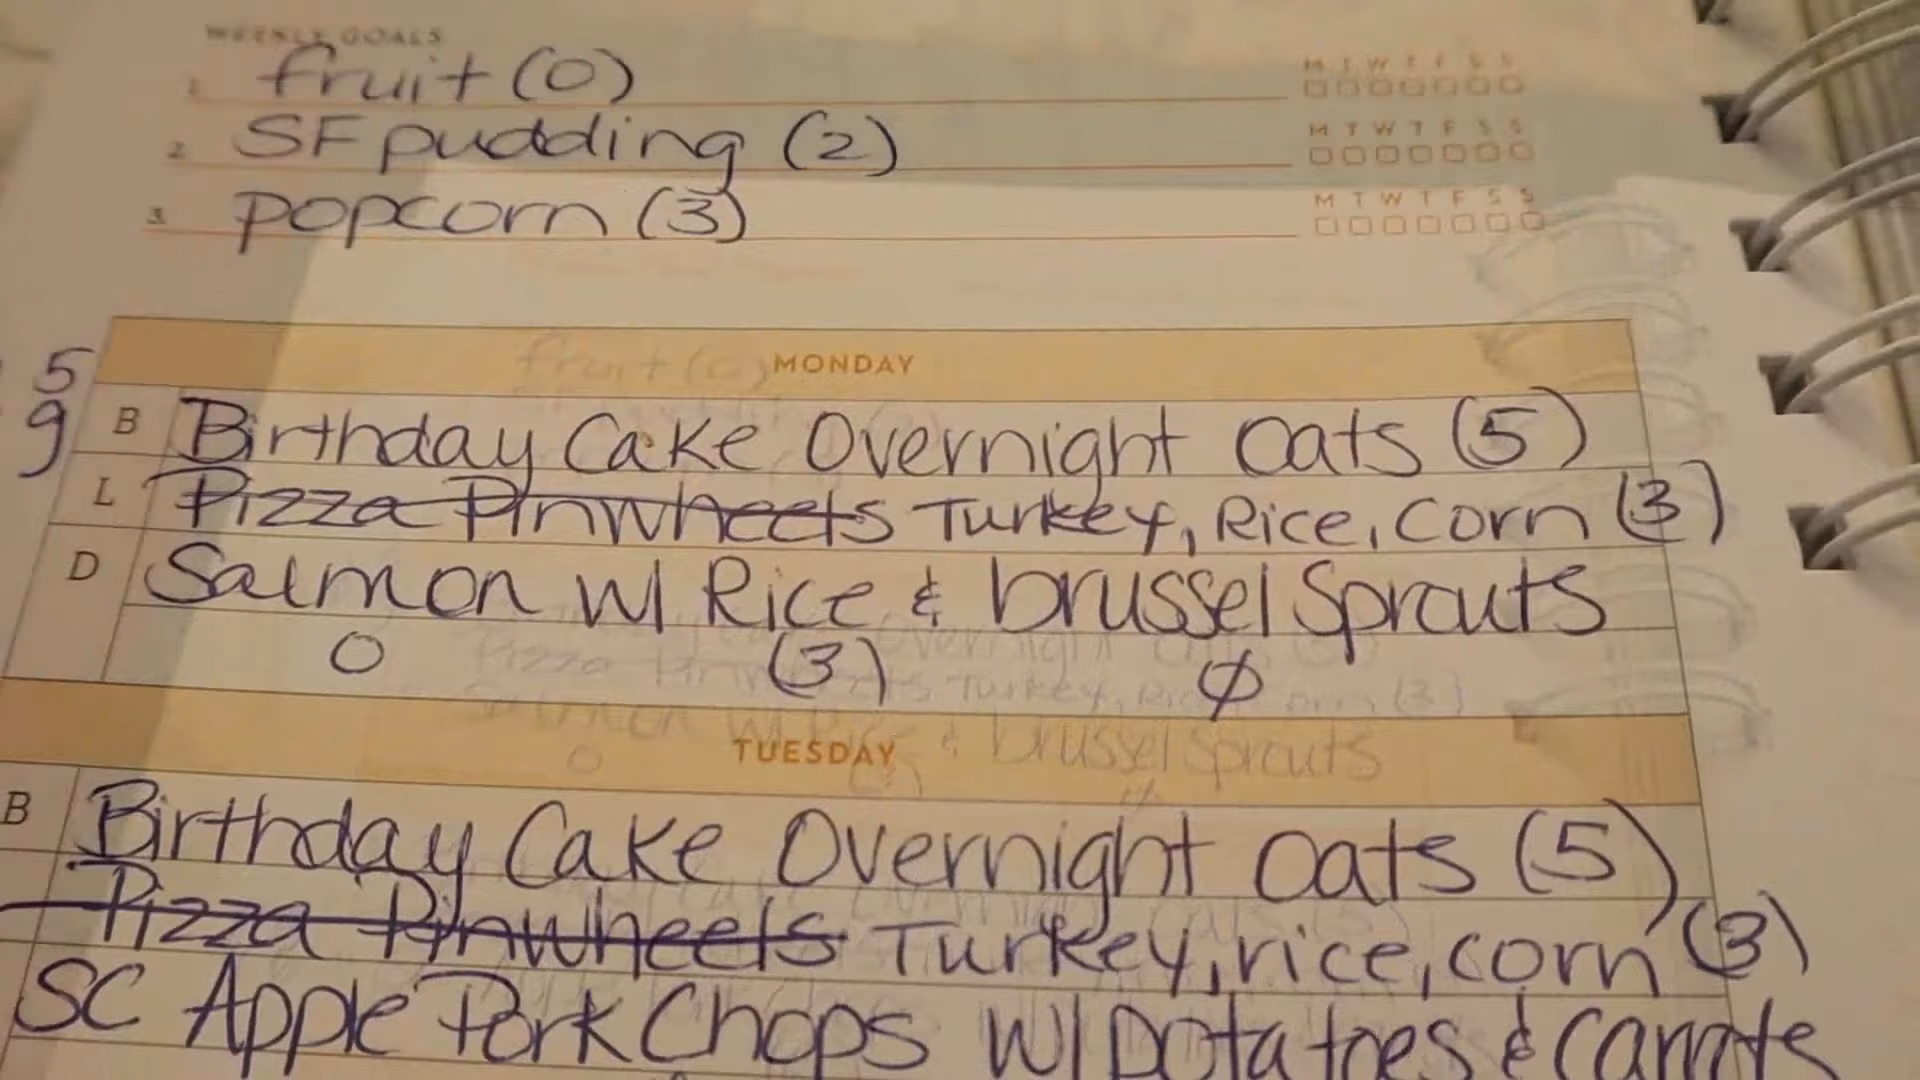 WEEKLY GOALS
1. fruit (0) M T W T F S S
2. SF pudding (2) M T W T F S S
3. popcorn (3) M T W T F S S
MONDAY
5
9
B Birthday Cake Overnight Oats (5)
L Pizza Pinwheels Turkey, Rice, Corn (3)
D Salmon W/ Rice & brussel Sprouts
0 (3) Ø
TUESDAY
B Birthday Cake Overnight Oats (5)
Pizza Pinwheels Turkey, rice, corn (3)
SC Apple Pork Chops W/ Potatoes & Carrots